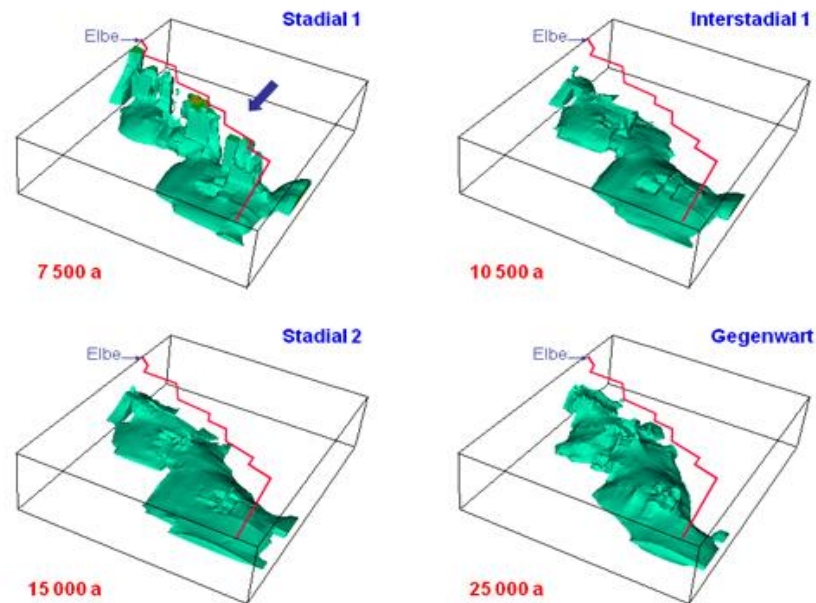 Stadial 1
Elbe
7 500 a
Interstadial 1
Elbe
10 500 a
Stadial 2
Elbe
15 000 a
Gegenwart
Elbe
25 000 a